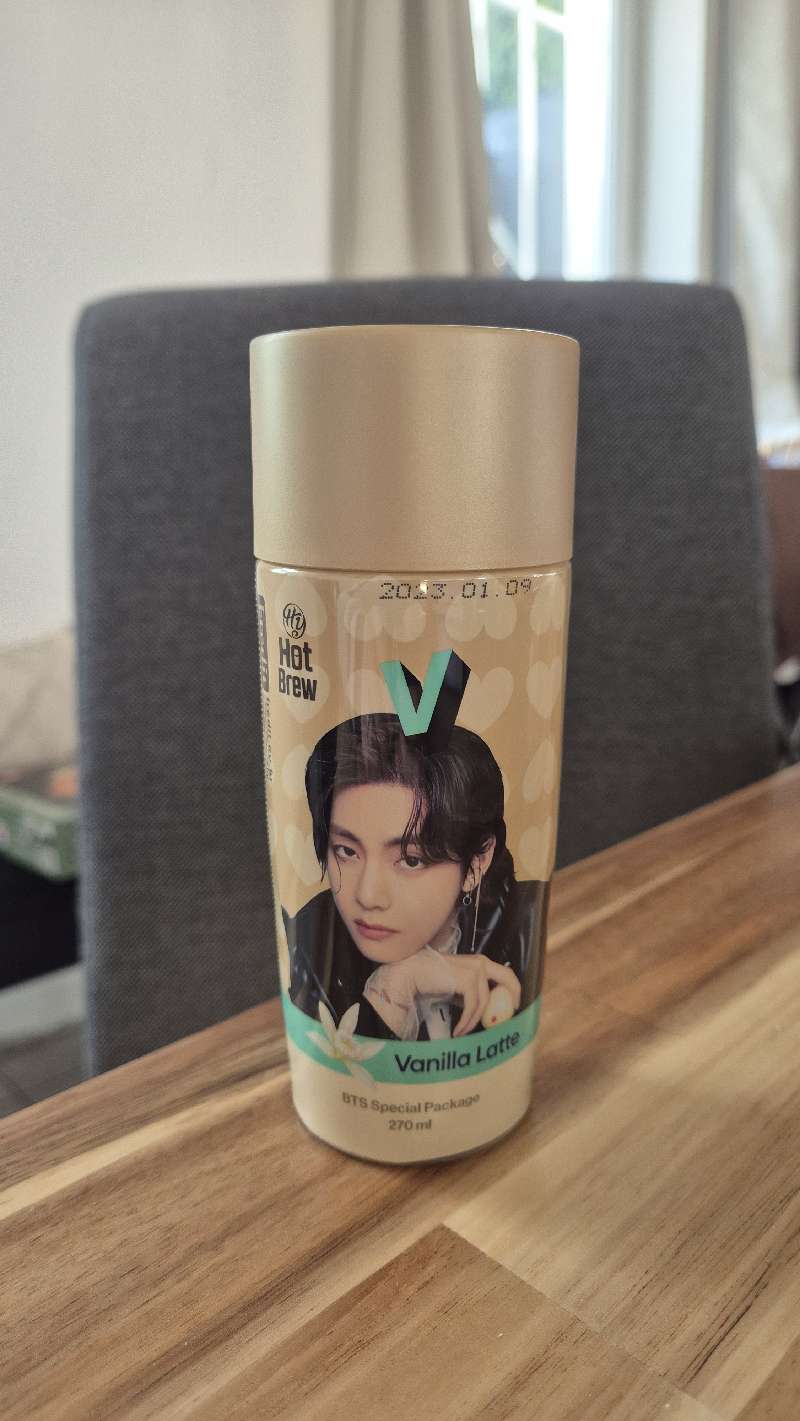 2023.01.09
Hy
Hot
Brew
V
Vanilla Latte
BTS Special Package
270 ml